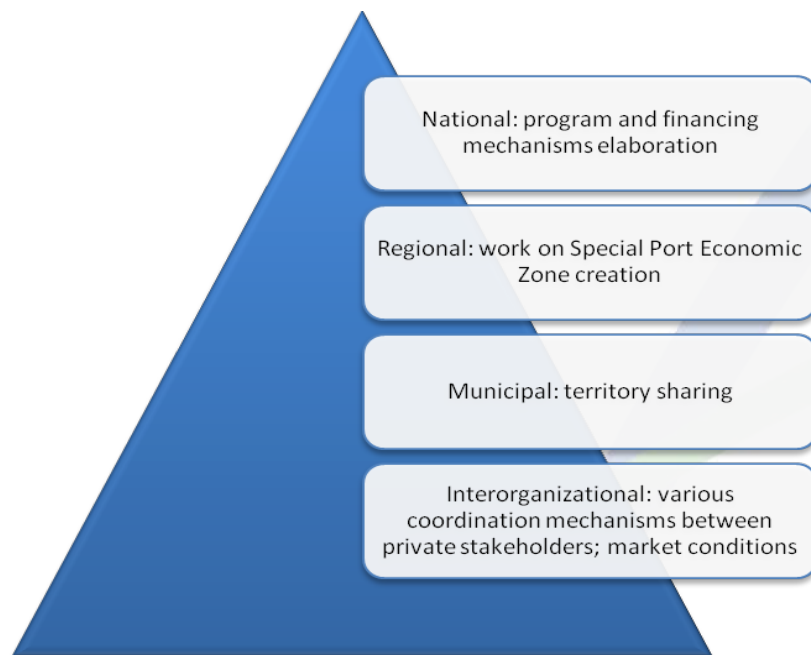 National: program and financing
mechanisms elaboration
Regional: work on Special Port Economic
Zone creation
Municipal: territory sharing
Interorganizational: various
coordination mechanisms between
private stakeholders; market conditions